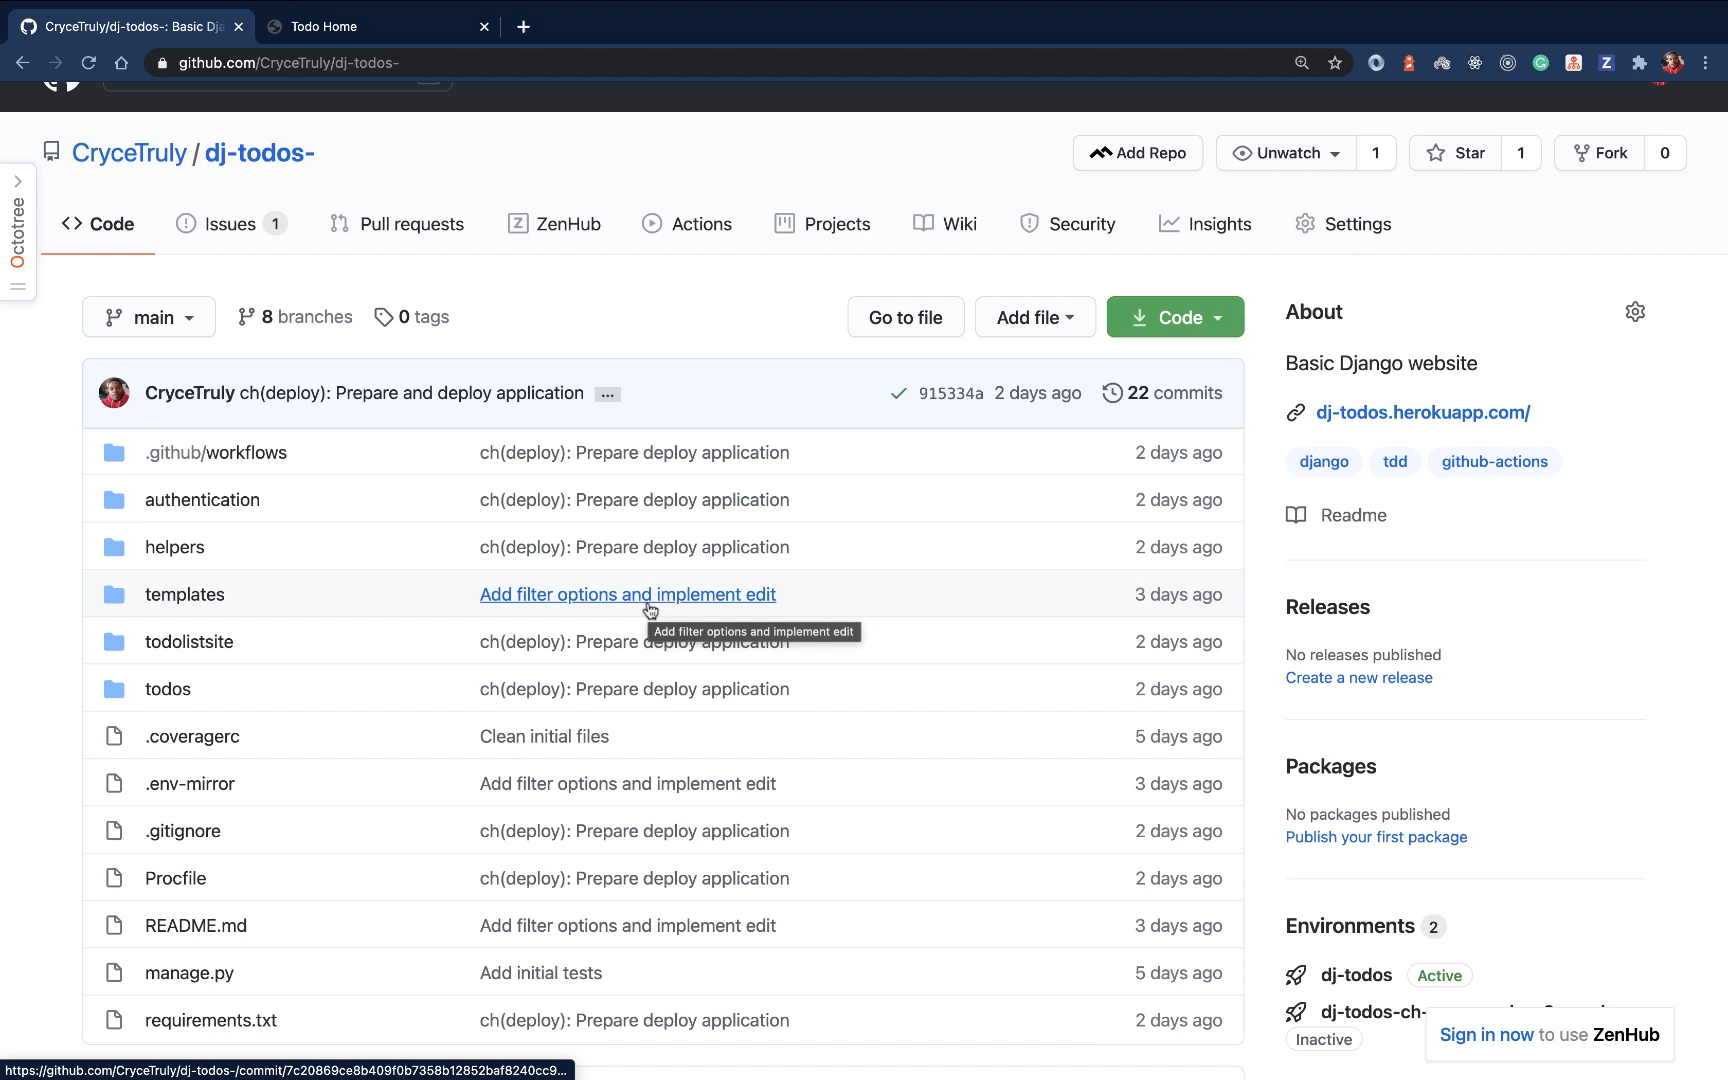 CryceTruly/dj-todos-: Basic Dja
Todo Home
github.com/CryceTruly/dj-todos-
CryceTruly / dj-todos-
Add Repo
Unwatch 1
Star 1
Fork 0
Octotree
Code
Issues 1
Pull requests
ZenHub
Actions
Projects
Wiki
Security
Insights
Settings
main
8 branches
0 tags
Go to file
Add file
Code
CryceTruly ch(deploy): Prepare and deploy application ... 915334a 2 days ago 22 commits
.github/workflows ch(deploy): Prepare deploy application 2 days ago
authentication ch(deploy): Prepare deploy application 2 days ago
helpers ch(deploy): Prepare deploy application 2 days ago
templates Add filter options and implement edit 3 days ago
Add filter options and implement edit
todolistsite ch(deploy): Prepare deploy application 2 days ago
todos ch(deploy): Prepare deploy application 2 days ago
.coveragerc Clean initial files 5 days ago
.env-mirror Add filter options and implement edit 3 days ago
.gitignore ch(deploy): Prepare deploy application 2 days ago
Procfile ch(deploy): Prepare deploy application 2 days ago
README.md Add filter options and implement edit 3 days ago
manage.py Add initial tests 5 days ago
requirements.txt ch(deploy): Prepare deploy application 2 days ago
About
Basic Django website
dj-todos.herokuapp.com/
django tdd github-actions
Readme
Releases
No releases published
Create a new release
Packages
No packages published
Publish your first package
Environments 2
dj-todos Active
dj-todos-ch-
Inactive
Sign in now to use ZenHub
https://github.com/CryceTruly/dj-todos-/commit/7c20869ce8b409f0b7358b12852baf8240cc9...